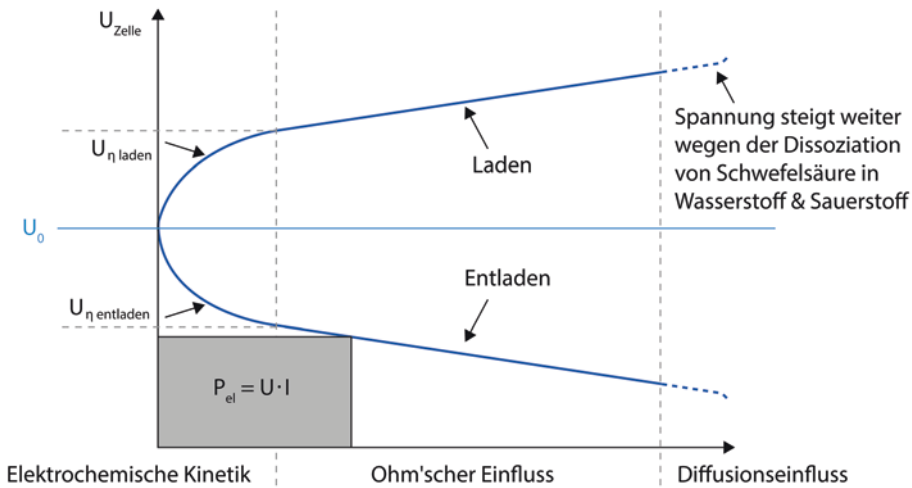 U Zelle
U η laden
Laden
Spannung steigt weiter
wegen der Dissoziation
von Schwefelsäure in
Wasserstoff & Sauerstoff
U₀
Entladen
U η entladen
P el = U · I
Elektrochemische Kinetik
Ohm'scher Einfluss
Diffusionseinfluss